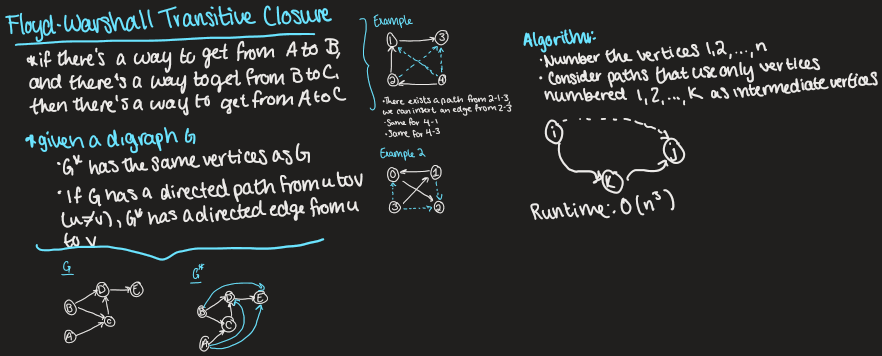 Floyd-Warshall Transitive Closure
*if there's a way to get from A to B,
and there's a way to get from B to C,
then there's a way to get from A to C
*given a digraph G
•G* has the same vertices as G
•If G has a directed path from u to v
(u≠v), G* has a directed edge from u
to v
G
B
D
E
A
C
G*
B
D
E
C
A
Example
1
3
2
4
•There exists a path from 2-1-3,
we can insert an edge from 2-3
-Same for 4-1
•Same for 4-3
Example 2
0
1
3
2
Algorithm:
•Number the vertices 1,2,...,n
•Consider paths that use only vertices
numbered 1,2,...,K as intermediate vertices
i
j
K
Runtime: O(n³)